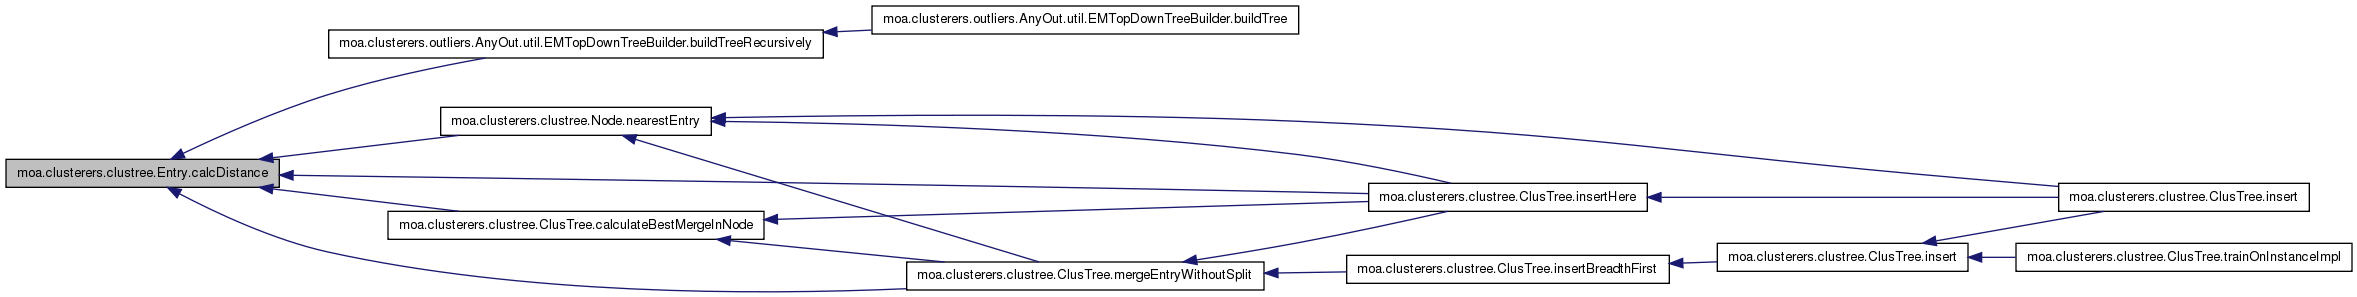 moa.clusterers.outliers.AnyOut.util.EMTopDownTreeBuilder.buildTree
moa.clusterers.outliers.AnyOut.util.EMTopDownTreeBuilder.buildTreeRecursively
moa.clusterers.clustree.Node.nearestEntry
moa.clusterers.clustree.Entry.calcDistance
moa.clusterers.clustree.ClusTree.insertHere
moa.clusterers.clustree.ClusTree.insert
moa.clusterers.clustree.ClusTree.calculateBestMergeInNode
moa.clusterers.clustree.ClusTree.insert
moa.clusterers.clustree.ClusTree.trainOnInstanceImpl
moa.clusterers.clustree.ClusTree.mergeEntryWithoutSplit
moa.clusterers.clustree.ClusTree.insertBreadthFirst